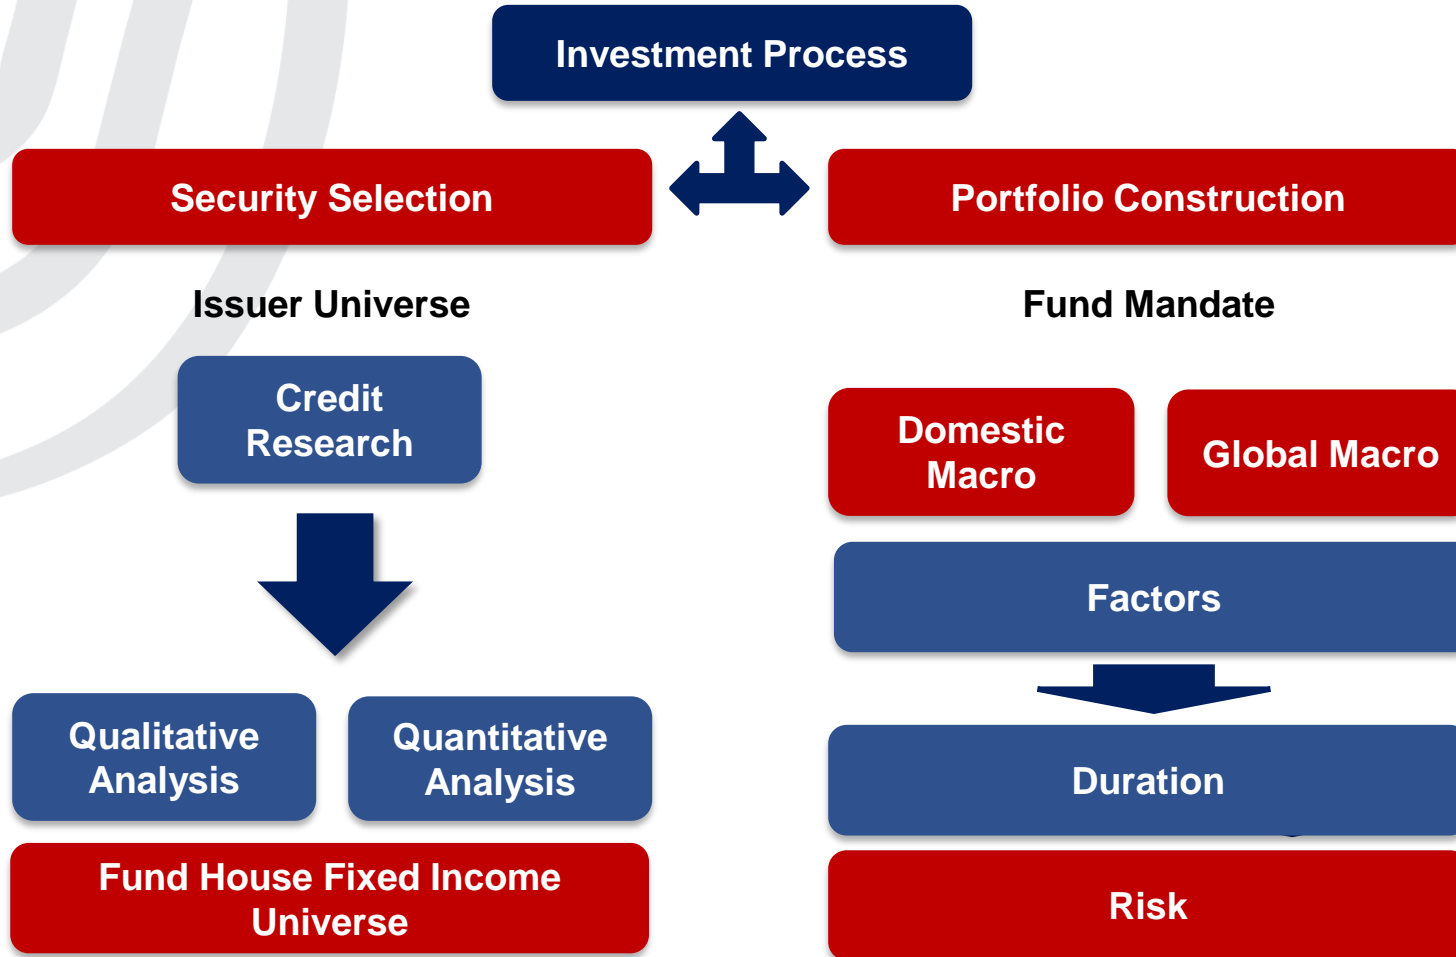 Investment Process
Security Selection
Portfolio Construction
Issuer Universe
Fund Mandate
Credit
Research
Domestic
Macro
Global Macro
Factors
Qualitative
Analysis
Quantitative
Analysis
Duration
Fund House Fixed Income
Universe
Risk